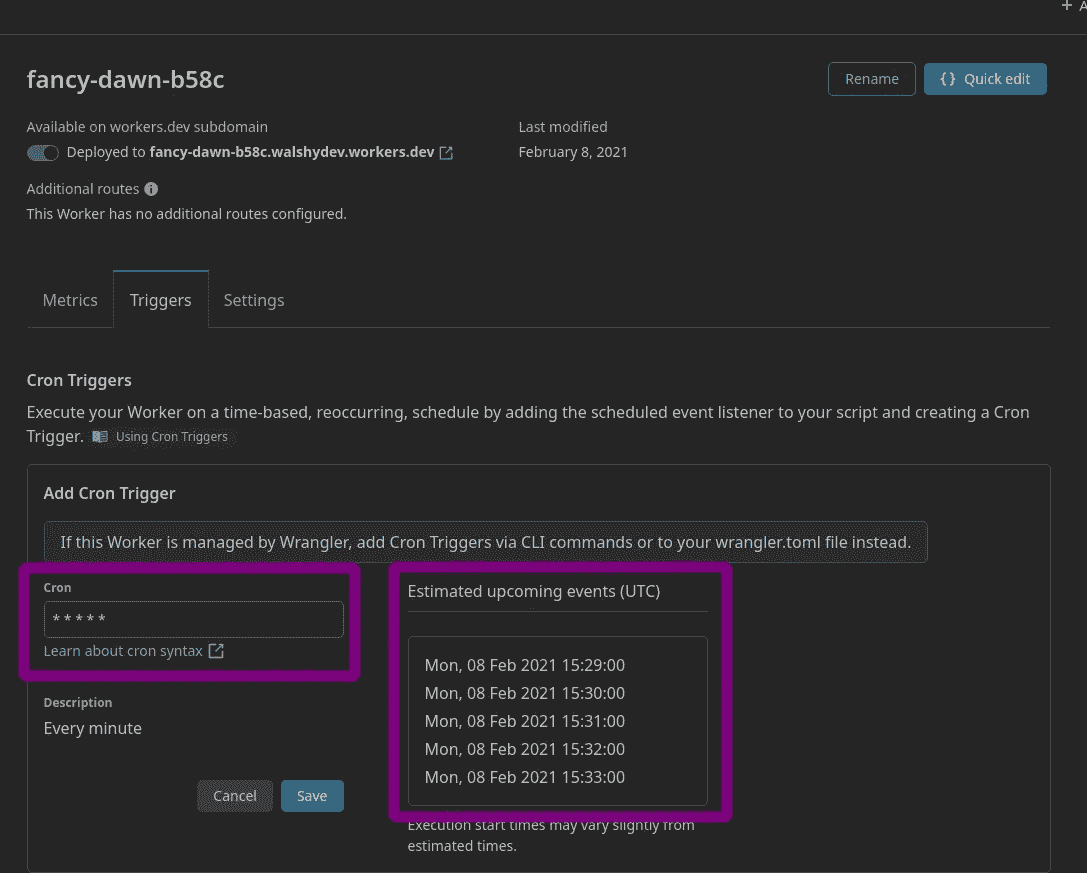 + A
fancy-dawn-b58c
Rename
{} Quick edit
Available on workers.dev subdomain
Last modified
Deployed to fancy-dawn-b58c.walshydev.workers.dev
February 8, 2021
Additional routes
This Worker has no additional routes configured.
Metrics
Triggers
Settings
Cron Triggers
Execute your Worker on a time-based, reoccurring, schedule by adding the scheduled event listener to your script and creating a Cron
Trigger. Using Cron Triggers
Add Cron Trigger
If this Worker is managed by Wrangler, add Cron Triggers via CLI commands or to your wrangler.toml file instead.
Cron
* * * * *
Learn about cron syntax
Description
Every minute
Cancel
Save
Estimated upcoming events (UTC)
Mon, 08 Feb 2021 15:29:00
Mon, 08 Feb 2021 15:30:00
Mon, 08 Feb 2021 15:31:00
Mon, 08 Feb 2021 15:32:00
Mon, 08 Feb 2021 15:33:00
Execution start times may vary slightly from
estimated times.